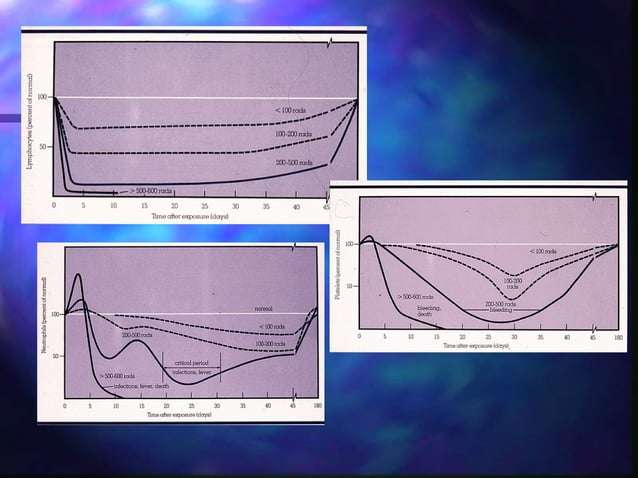 Lymphocytes (percent of normal)
100
50
< 100 rads
100-200 rads
200-500 rads
> 500-600 rads
0 5 10 15 20 25 30 35 40 45
Time after exposure (days)
Platelets (percent of normal)
100
50
< 100 rads
100-200
rads
> 500-600 rads
bleeding,
death
200-500 rads
bleeding
0 5 10 15 20 25 30 35 40 45 180
Time after exposure (days)
Neutrophils (percent of normal)
100
50
normal
< 100 rads
200-500 rads
100-200 rads
critical period
infections, fever
> 500-600 rads
infections, fever, death
0 5 10 15 20 25 30 35 40 45 180
Time after exposure (days)